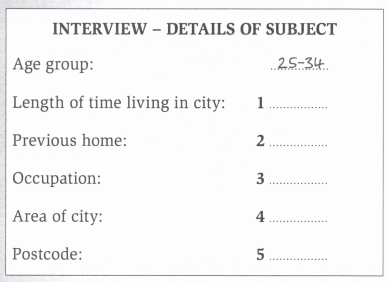 INTERVIEW – DETAILS OF SUBJECT
Age group: 25-34
Length of time living in city: 1 .................
Previous home: 2 .................
Occupation: 3 .................
Area of city: 4 .................
Postcode: 5 .................